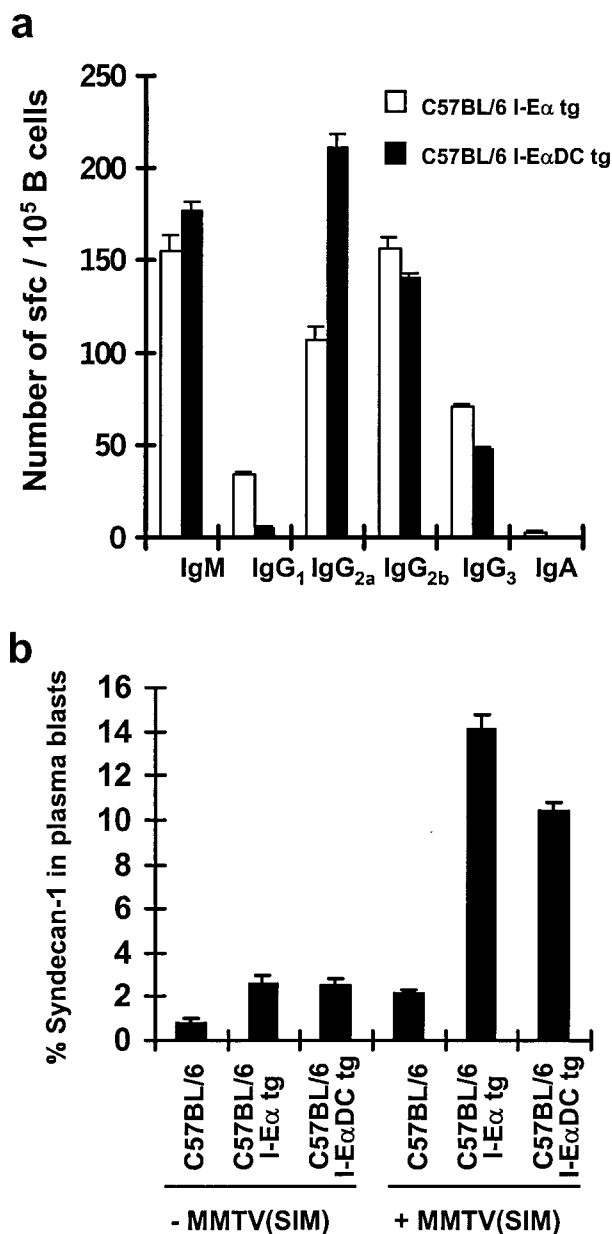 a
Number of sfc / 10⁵ B cells
250
200
150
100
50
0
C57BL/6 I-Eα tg
C57BL/6 I-EαDC tg
IgM IgG₁ IgG₂ₐ IgG₂b IgG₃ IgA
b
% Syndecan-1 in plasma blasts
16
14
12
10
8
6
4
2
0
C57BL/6
C57BL/6
I-Eα tg
C57BL/6
I-EαDC tg
C57BL/6
C57BL/6
I-Eα tg
C57BL/6
I-EαDC tg
- MMTV(SIM)
+ MMTV(SIM)